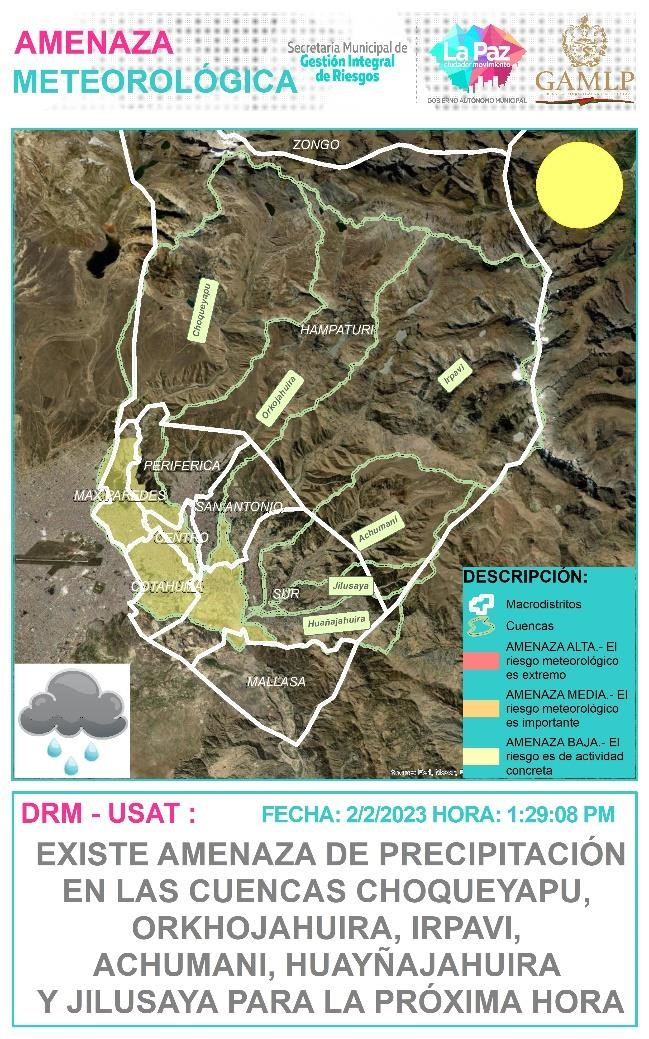 AMENAZA
METEOROLÓGICA
Secretaría Municipal de
Gestión Integral
de Riesgos
La Paz
ciudad en movimiento
GOBIERNO AUTÓNOMO MUNICIPAL
GAMLP
ZONGO
Choqueyapu
HAMPATURI
Orkojahuira
Irpavi
PERIFERICA
MAX PAREDES
SAN ANTONIO
CENTRO
Achumani
COTAHUMA
Jilusaya
SUR
Huañajahuira
MALLASA
DESCRIPCIÓN:
Macrodistritos
Cuencas
AMENAZA ALTA.- El
riesgo meteorológico
es extremo
AMENAZA MEDIA.- El
riesgo meteorológico
es importante
AMENAZA BAJA.- El
riesgo es de actividad
concreta
DRM - USAT :
FECHA: 2/2/2023 HORA: 1:29:08 PM
EXISTE AMENAZA DE PRECIPITACIÓN
EN LAS CUENCAS CHOQUEYAPU,
ORKHOJAHUIRA, IRPAVI,
ACHUMANI, HUAYÑAJAHUIRA
Y JILUSAYA PARA LA PRÓXIMA HORA